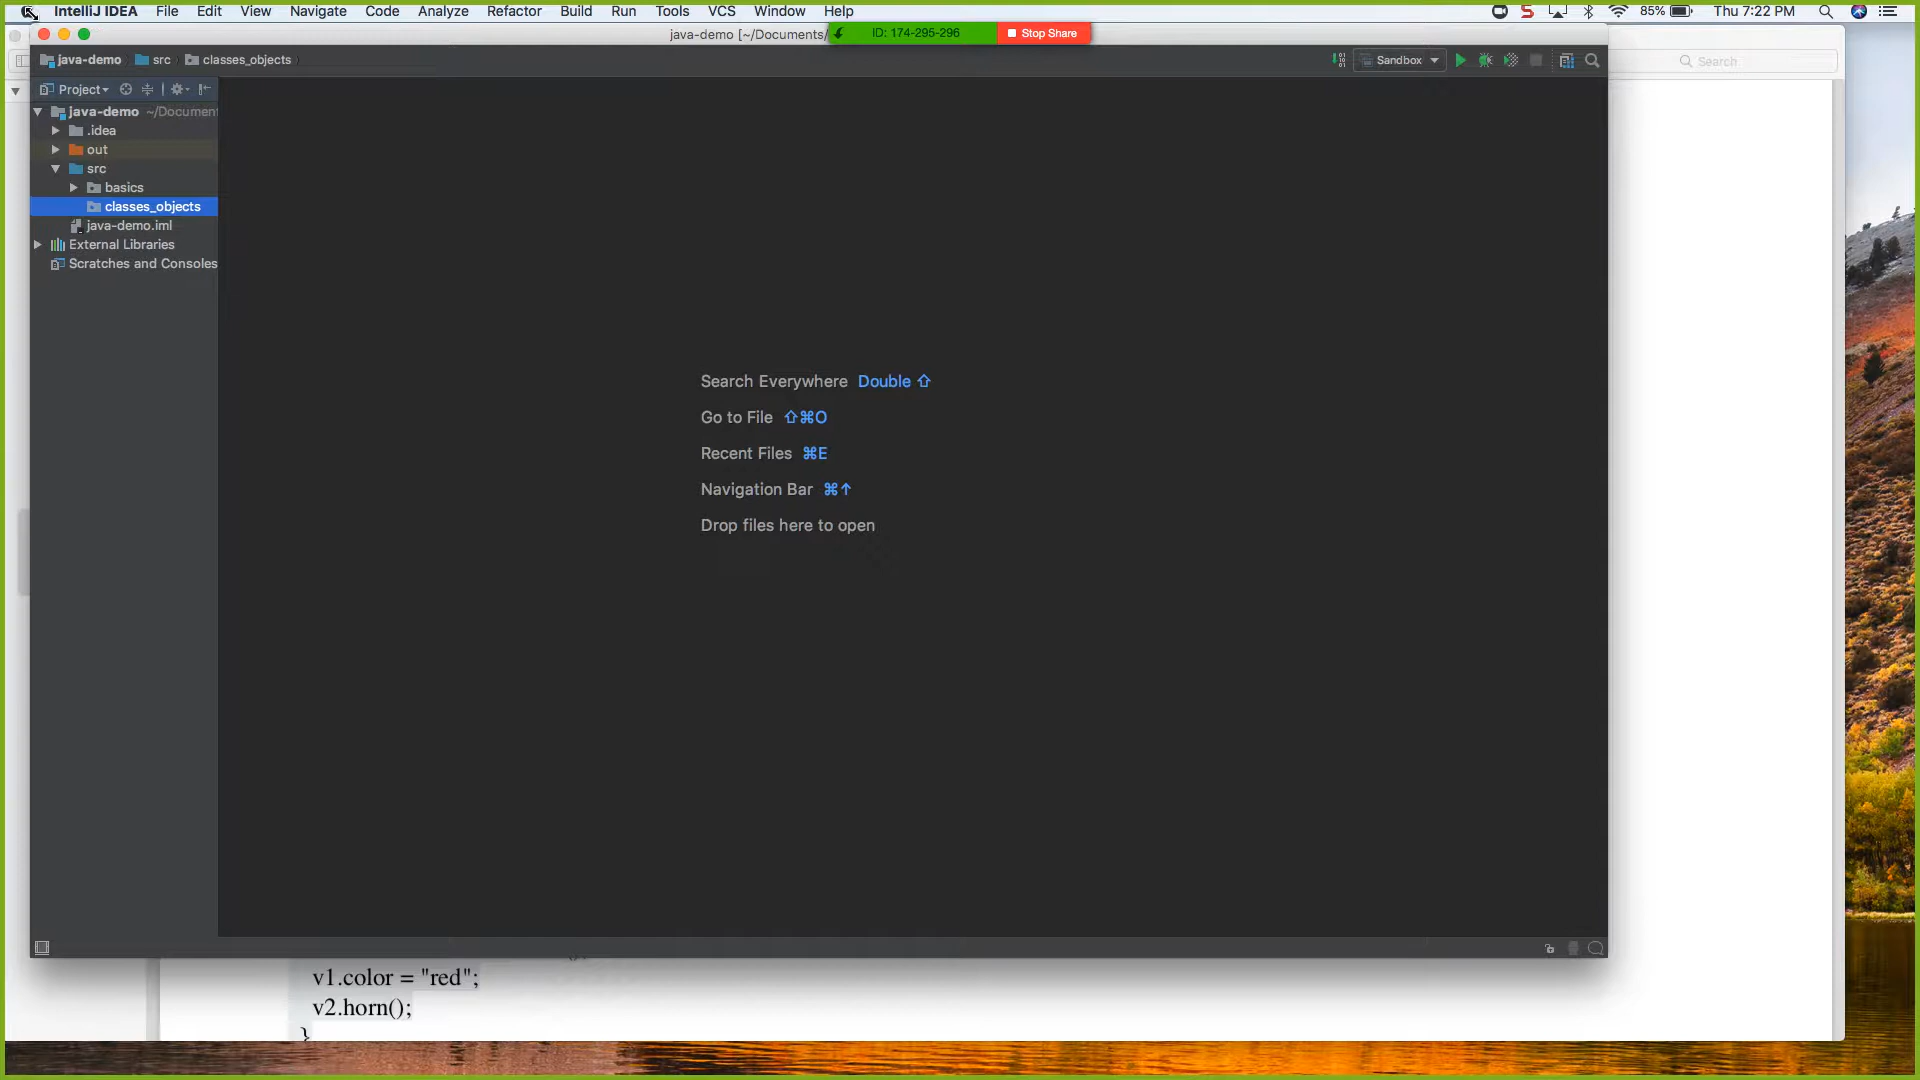 IntelliJ IDEA File Edit View Navigate Code Analyze Refactor Build Run Tools VCS Window Help 85% Thu 7:22 PM
java-demo [~/Documents/ ID: 174-295-296 Stop Share
java-demo src classes_objects Sandbox Search
Project
java-demo ~/Document
.idea
out
src
basics
classes_objects
java-demo.iml
External Libraries
Scratches and Consoles
Search Everywhere Double ⇧
Go to File ⇧⌘O
Recent Files ⌘E
Navigation Bar ⌘↑
Drop files here to open
v1.color = "red";
v2.horn();
}